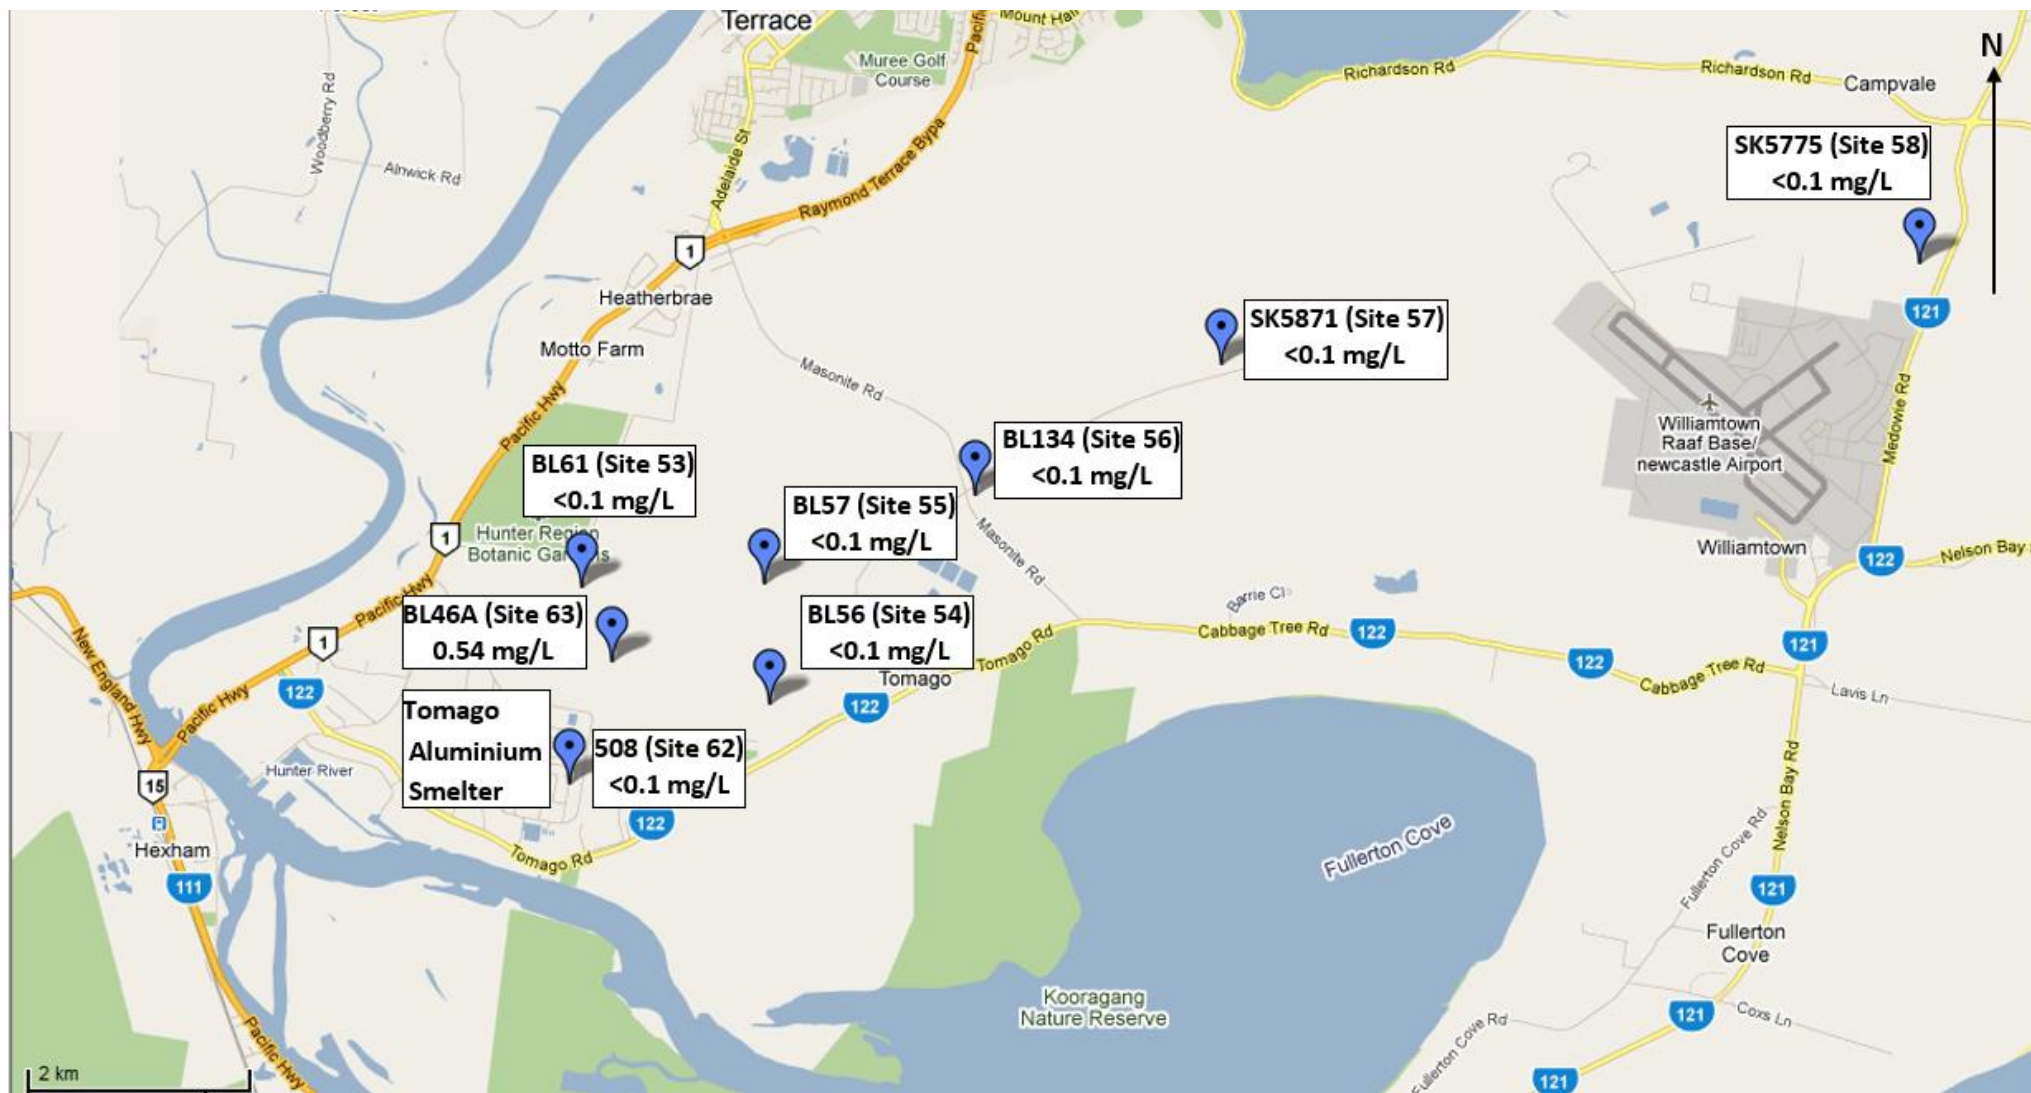 Terrace
Mount Hall
Pacific
Muree Golf
Course
Richardson Rd
Richardson Rd
Campvale
N
Woodberry Rd
Alnwick Rd
Adelaide St
Raymond Terrace Bypa
SK5775 (Site 58)
<0.1 mg/L
1
Heatherbrae
Motto Farm
Masonite Rd
SK5871 (Site 57)
<0.1 mg/L
121
Medowie Rd
Williamtown
Raaf Base/
newcastle Airport
Pacific Hwy
BL61 (Site 53)
<0.1 mg/L
BL134 (Site 56)
<0.1 mg/L
BL57 (Site 55)
<0.1 mg/L
Masonite Rd
1
Hunter Region
Botanic Gardens
Williamtown
122
Nelson Bay
Pacific Hwy
BL46A (Site 63)
0.54 mg/L
BL56 (Site 54)
<0.1 mg/L
Barrie Cl
Cabbage Tree Rd
122
121
1
New England Hwy
Pacific Hwy
122
Tomago
Tomago Rd
122
122
Cabbage Tree Rd
Lavis Ln
Tomago
Aluminium
Smelter
508 (Site 62)
<0.1 mg/L
Hunter River
15
122
Hexham
Tomago Rd
111
Fullerton Cove
Nelson Bay Rd
Fullerton Cove Rd
121
Fullerton
Cove
Kooragang
Nature Reserve
121
Coxs Ln
Fullerton Cove Rd
Pacific Hwy
2 km
121